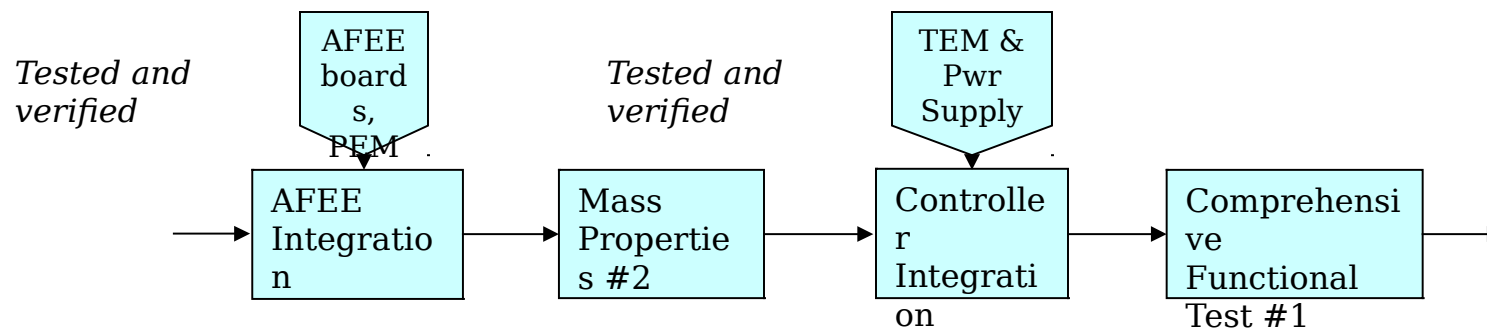 Tested and
verified
AFEE
board
s,
PEM
Tested and
verified
TEM &
Pwr
Supply
AFEE
Integratio
n
Mass
Propertie
s #2
Controlle
r
Integrati
on
Comprehensi
ve
Functional
Test #1